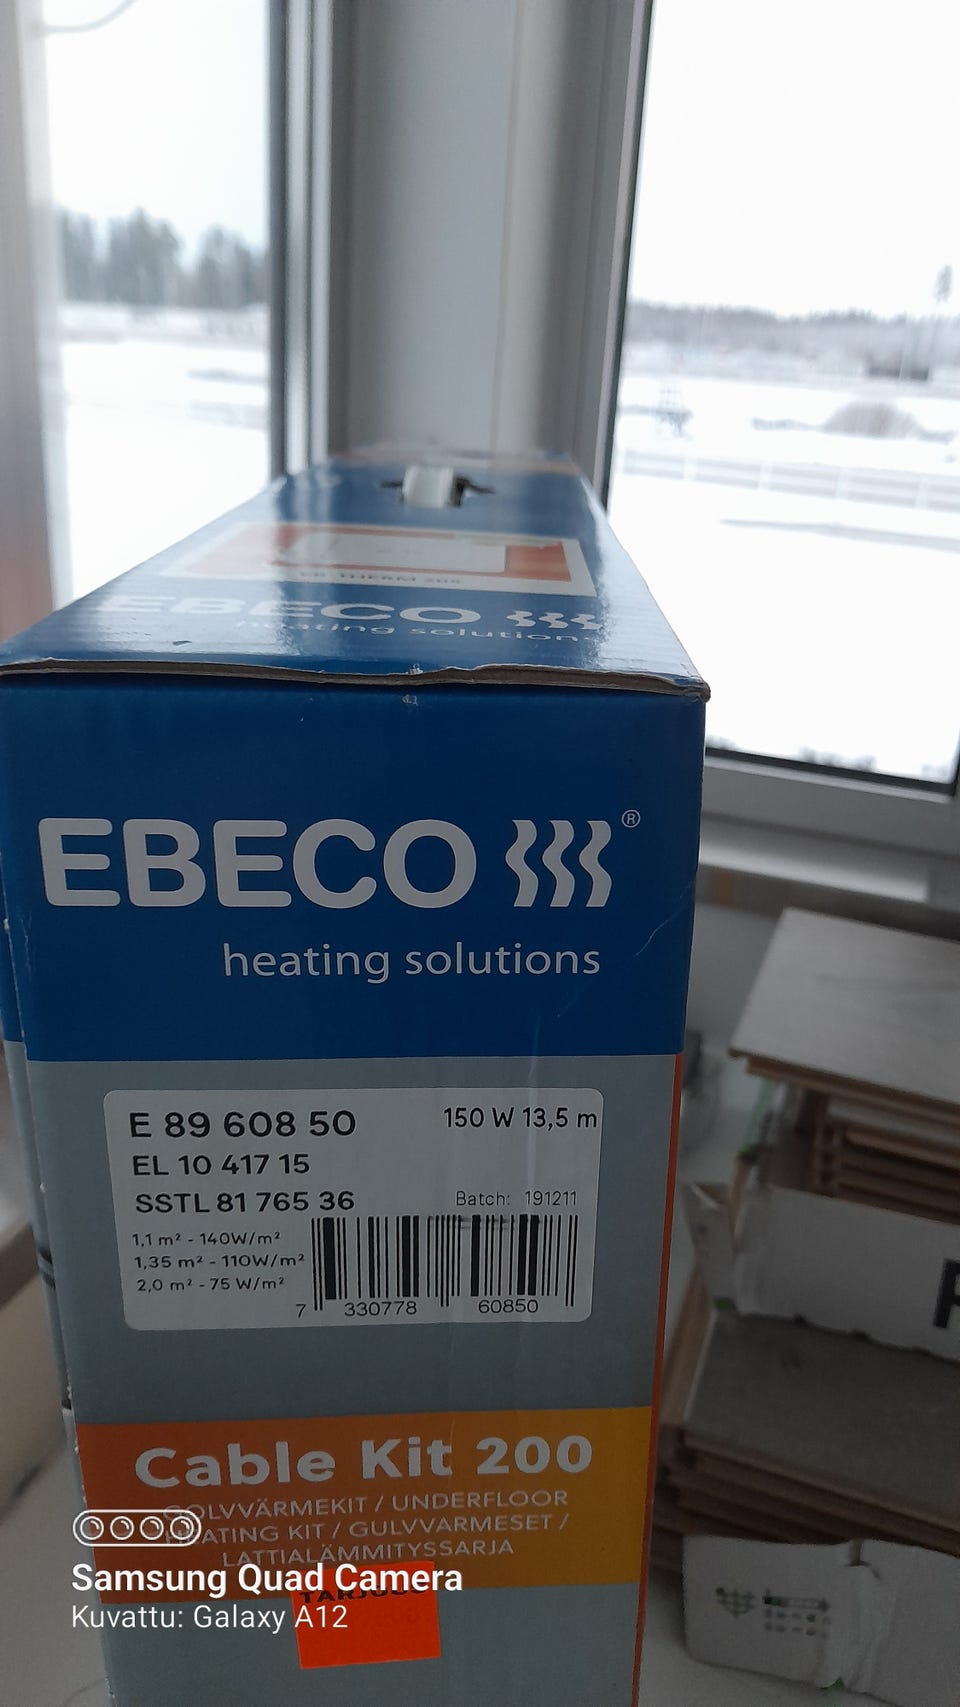 EBECO
heating solutions
EBECO ®
heating solutions
E 89 608 50
150 W 13,5 m
EL 10 417 15
SSTL 81 765 36
Batch: 191211
1,1 m² - 140W/m²
1,35 m² - 110W/m²
2,0 m² - 75 W/m²
7 330778 60850
Cable Kit 200
GOLVVÄRMEKIT / UNDERFLOOR
HEATING KIT / GULVVARMESET /
LATTIALÄMMITYSSARJA
TARJOUS
Samsung Quad Camera
Kuvattu: Galaxy A12